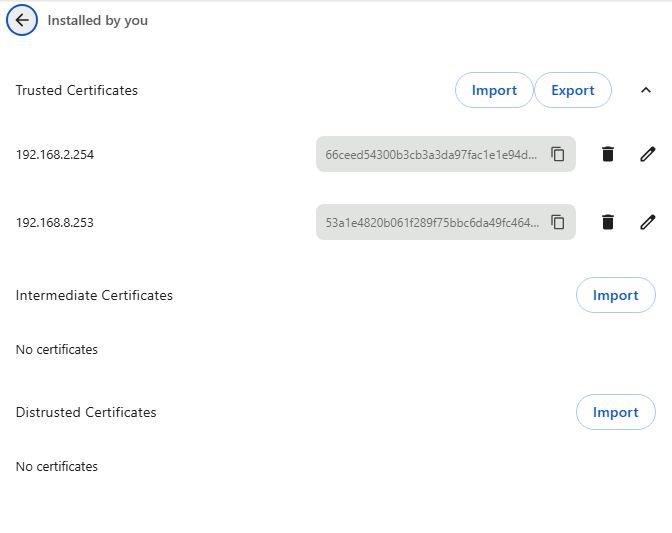 Installed by you
Trusted Certificates Import Export
192.168.2.254 66ceed54300b3cb3a3da97fac1e1e94d...
192.168.8.253 53a1e4820b061f289f75bbc6da49fc464...
Intermediate Certificates Import
No certificates
Distrusted Certificates Import
No certificates